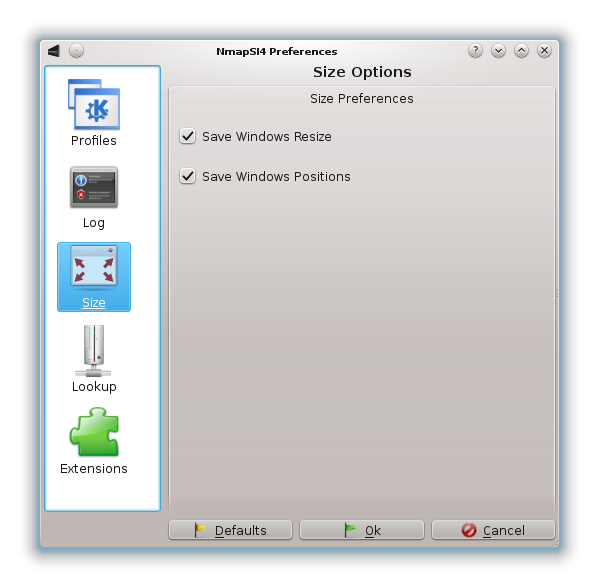 NmapSI4 Preferences
?
Size Options
Profiles
Log
Size
Lookup
Extensions
Size Preferences
Save Windows Resize
Save Windows Positions
Defaults
Ok
Cancel